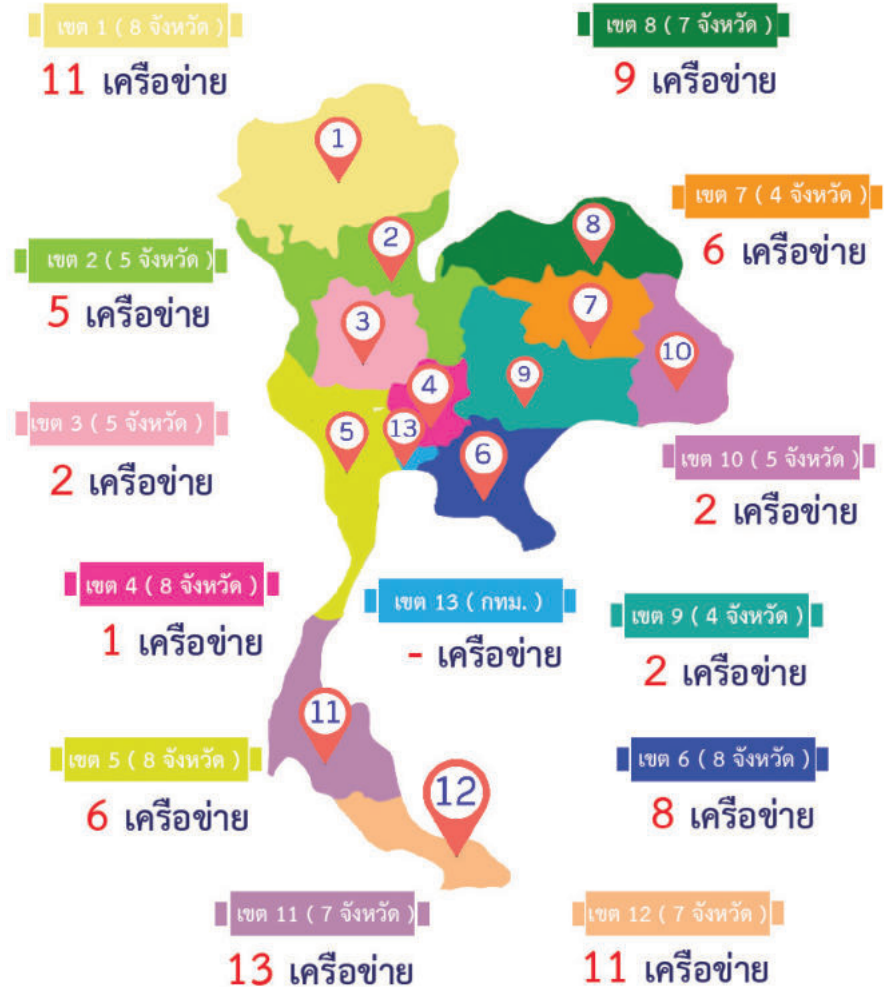 เขต 1 ( 8 จังหวัด )
11 เครือข่าย
เขต 8 ( 7 จังหวัด )
9 เครือข่าย
1
เขต 7 ( 4 จังหวัด )
6 เครือข่าย
2
8
เขต 2 ( 5 จังหวัด )
5 เครือข่าย
3
7
10
4
9
เขต 3 ( 5 จังหวัด )
2 เครือข่าย
5
13
6
เขต 10 ( 5 จังหวัด )
2 เครือข่าย
เขต 4 ( 8 จังหวัด )
1 เครือข่าย
เขต 13 ( กทม. )
- เครือข่าย
เขต 9 ( 4 จังหวัด )
2 เครือข่าย
11
เขต 5 ( 8 จังหวัด )
6 เครือข่าย
12
เขต 6 ( 8 จังหวัด )
8 เครือข่าย
เขต 11 ( 7 จังหวัด )
13 เครือข่าย
เขต 12 ( 7 จังหวัด )
11 เครือข่าย